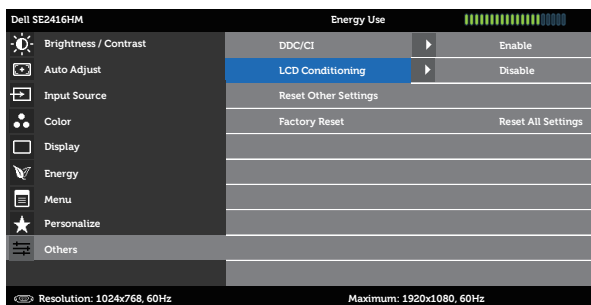 Dell SE2416HM Energy Use
Brightness / Contrast DDC/CI Enable
Auto Adjust LCD Conditioning Disable
Input Source Reset Other Settings
Color Factory Reset Reset All Settings
Display
Energy
Menu
Personalize
Others
Resolution: 1024x768, 60Hz Maximum: 1920x1080, 60Hz